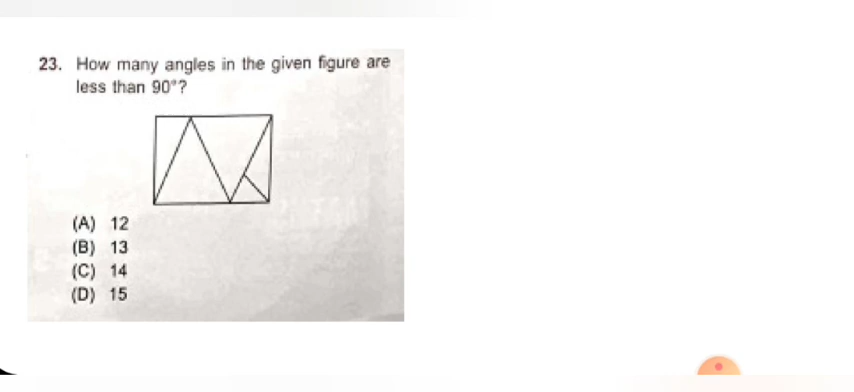 23. How many angles in the given figure are
less than 90°?
(A) 12
(B) 13
(C) 14
(D) 15